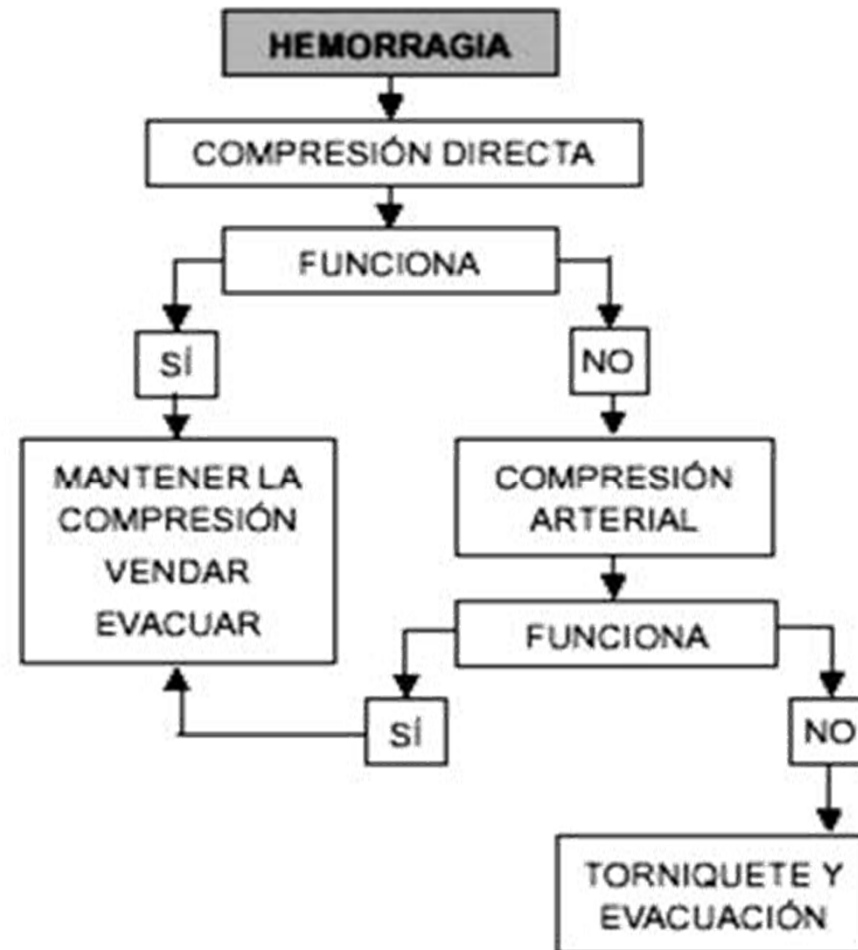 HEMORRAGIA
COMPRESIÓN DIRECTA
FUNCIONA
SÍ
NO
MANTENER LA
COMPRESIÓN
VENDAR
EVACUAR
COMPRESIÓN
ARTERIAL
FUNCIONA
SÍ
NO
TORNIQUETE Y
EVACUACIÓN